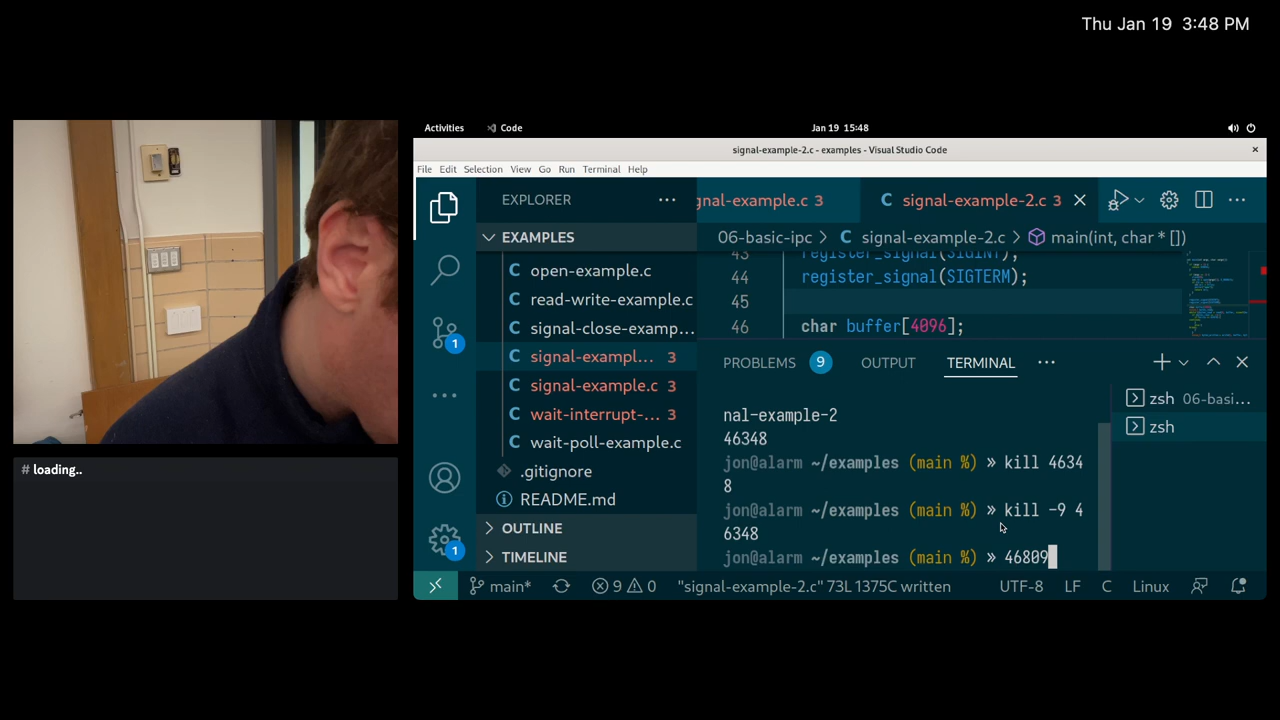 Thu Jan 19 3:48 PM
Activities Code Jan 19 15:48
signal-example-2.c - examples - Visual Studio Code
File Edit Selection View Go Run Terminal Help
EXPLORER
gnal-example.c 3 C signal-example-2.c 3
EXAMPLES
06-basic-ipc > C signal-example-2.c > main(int, char * [])
C open-example.c
C read-write-example.c
C signal-close-examp...
C signal-exampl... 3
C signal-example.c 3
C wait-interrupt-... 3
C wait-poll-example.c
.gitignore
README.md
OUTLINE
TIMELINE
1
1
43 register_signal(SIGINT);
44 register_signal(SIGTERM);
45
46 char buffer[4096];
PROBLEMS 9 OUTPUT TERMINAL ...
nal-example-2
46348
jon@alarm ~/examples (main %) » kill 4634
8
jon@alarm ~/examples (main %) » kill -9 4
6348
jon@alarm ~/examples (main %) » 46809
zsh 06-basi...
zsh
main* 9 0 "signal-example-2.c" 73L 1375C written UTF-8 LF C Linux
# loading..